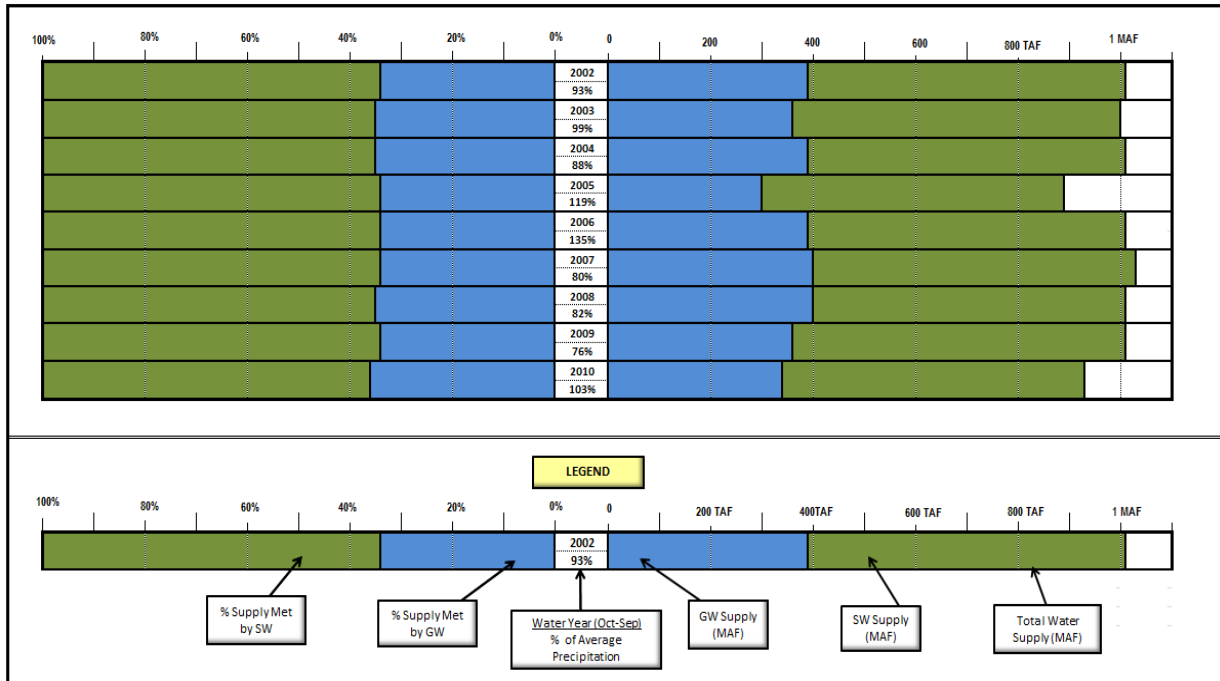 100% 80% 60% 40% 20% 0% 0 200 400 600 800 TAF 1 MAF
2002
93%
2003
99%
2004
88%
2005
119%
2006
135%
2007
80%
2008
82%
2009
76%
2010
103%
LEGEND
100% 80% 60% 40% 20% 0% 0 200 TAF 400TAF 600 TAF 800 TAF 1 MAF
2002
93%
% Supply Met
by SW
% Supply Met
by GW
Water Year (Oct-Sep)
% of Average
Precipitation
GW Supply
(MAF)
SW Supply
(MAF)
Total Water
Supply (MAF)